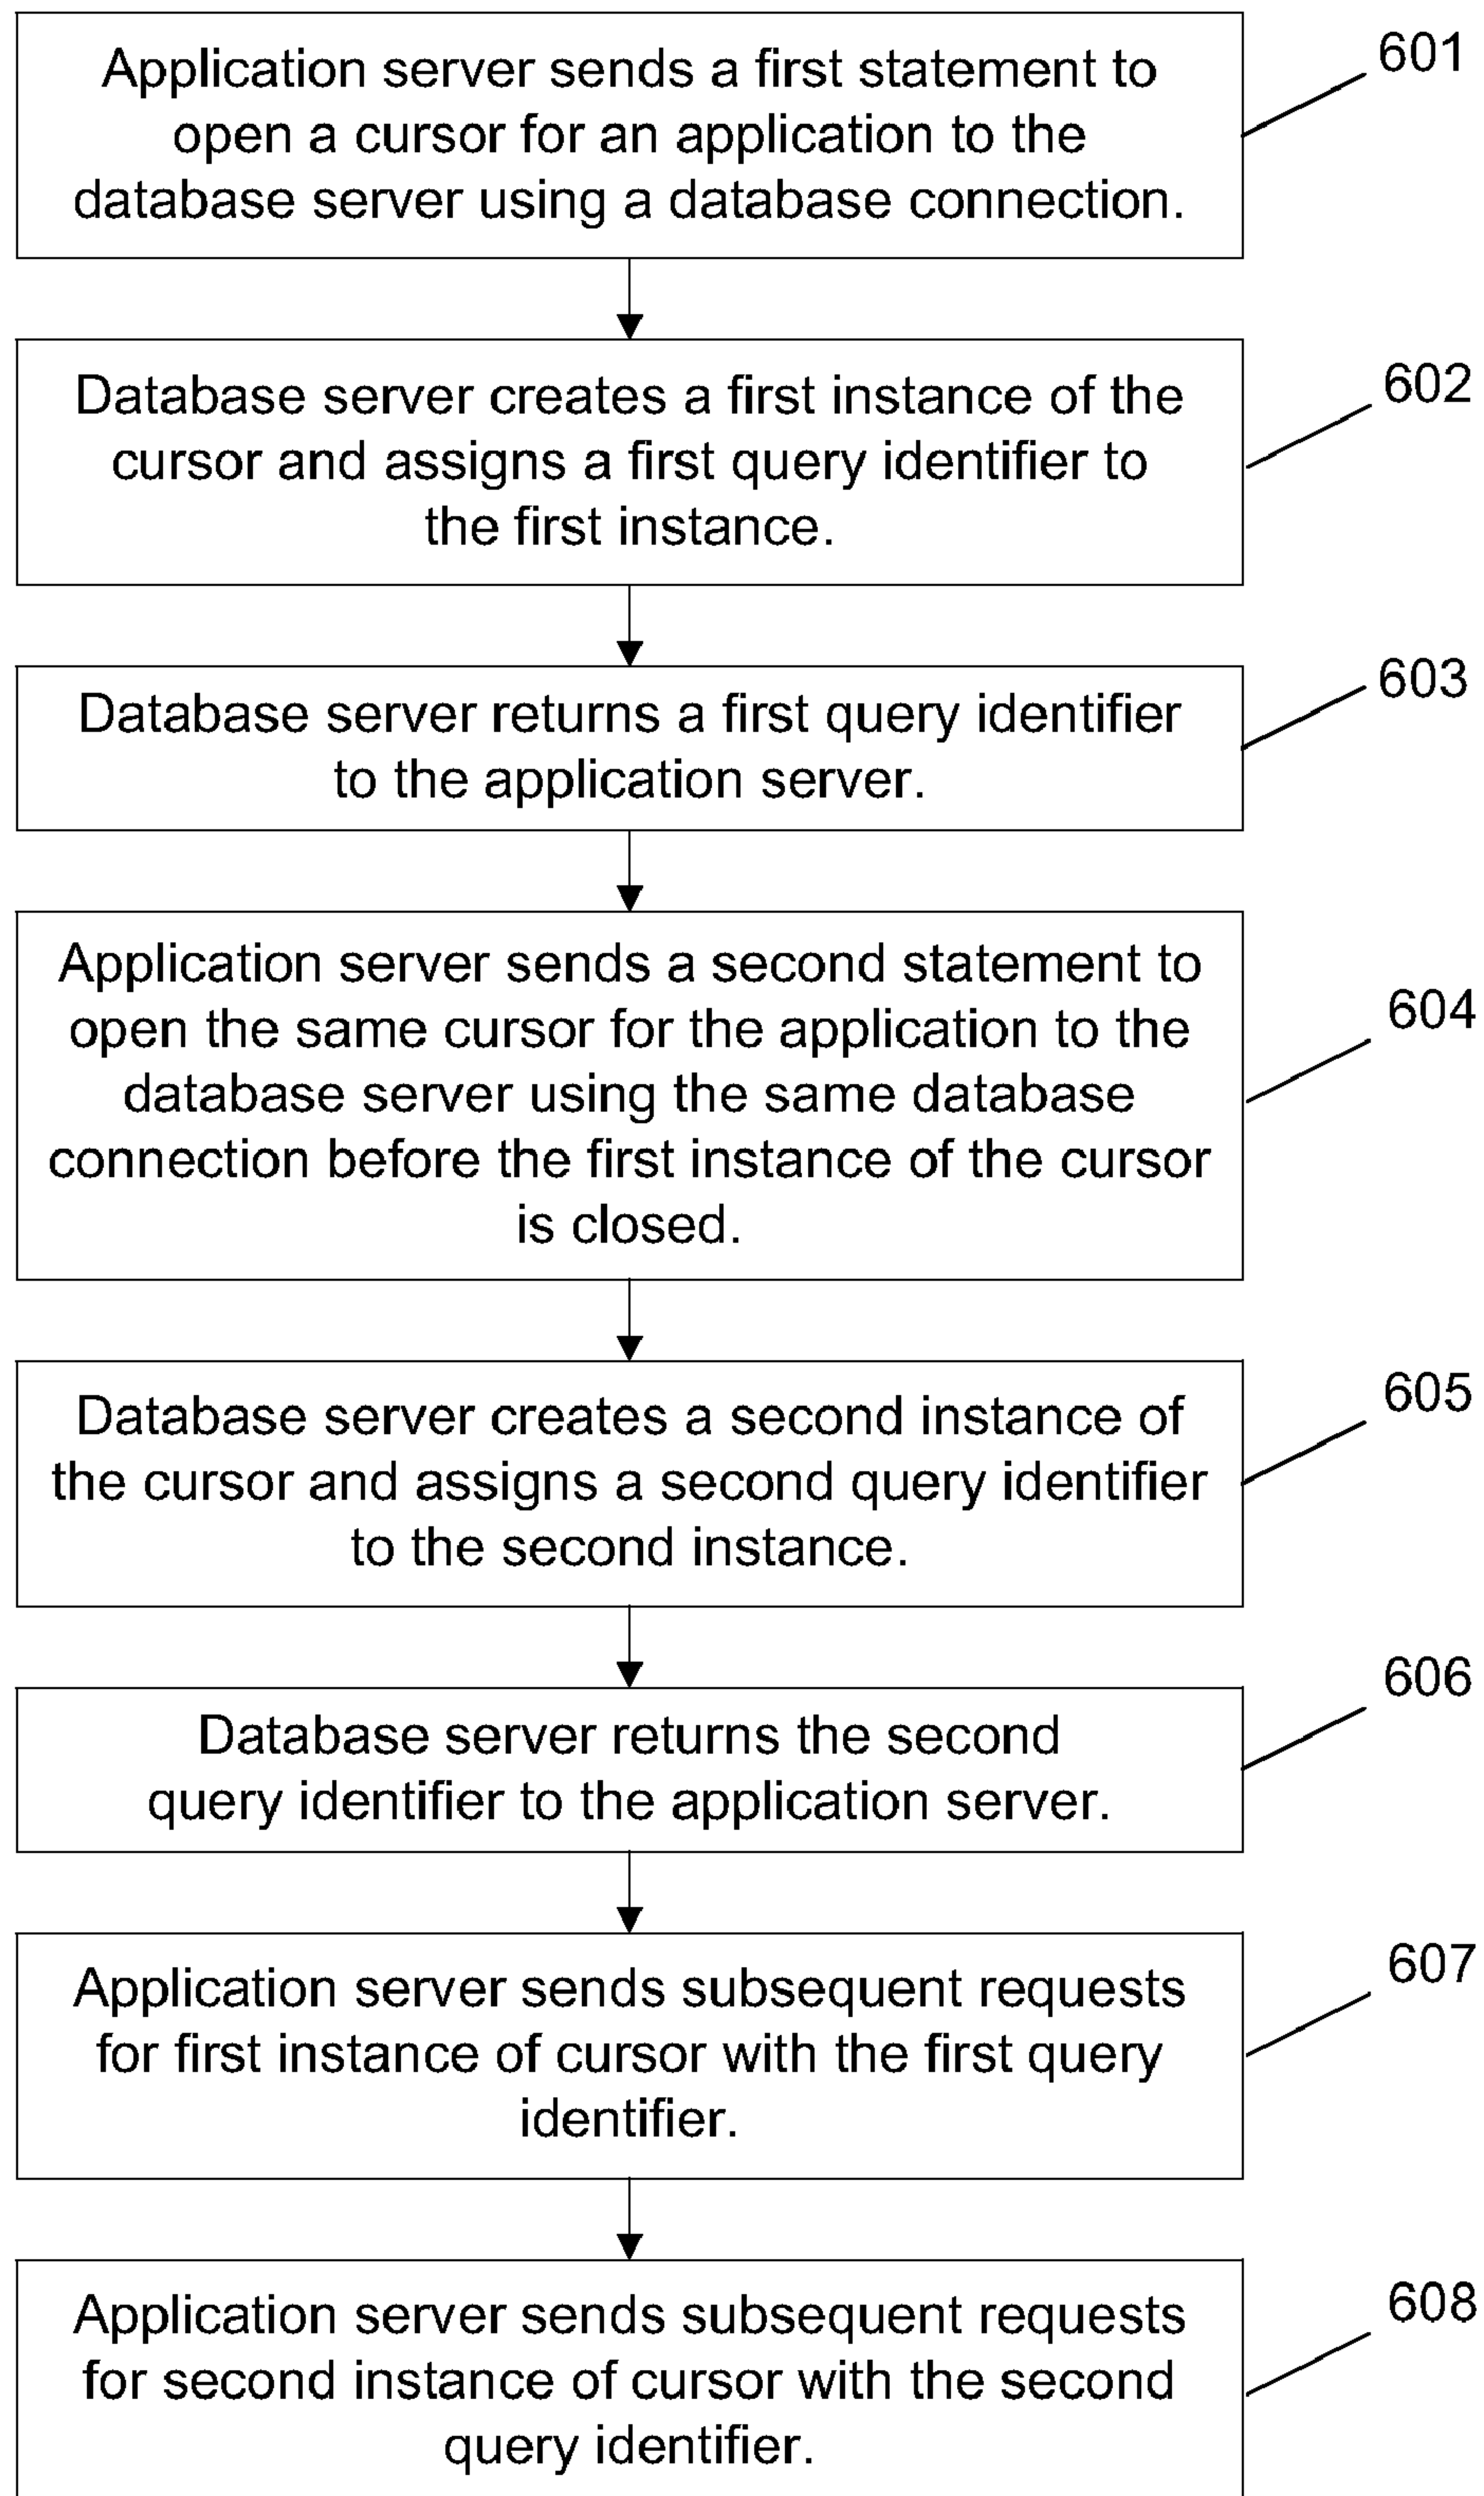 Application server sends a first statement to
open a cursor for an application to the
database server using a database connection.
601
Database server creates a first instance of the
cursor and assigns a first query identifier to
the first instance.
602
Database server returns a first query identifier
to the application server.
603
Application server sends a second statement to
open the same cursor for the application to the
database server using the same database
connection before the first instance of the cursor
is closed.
604
Database server creates a second instance of
the cursor and assigns a second query identifier
to the second instance.
605
Database server returns the second
query identifier to the application server.
606
Application server sends subsequent requests
for first instance of cursor with the first query
identifier.
607
Application server sends subsequent requests
for second instance of cursor with the second
query identifier.
608